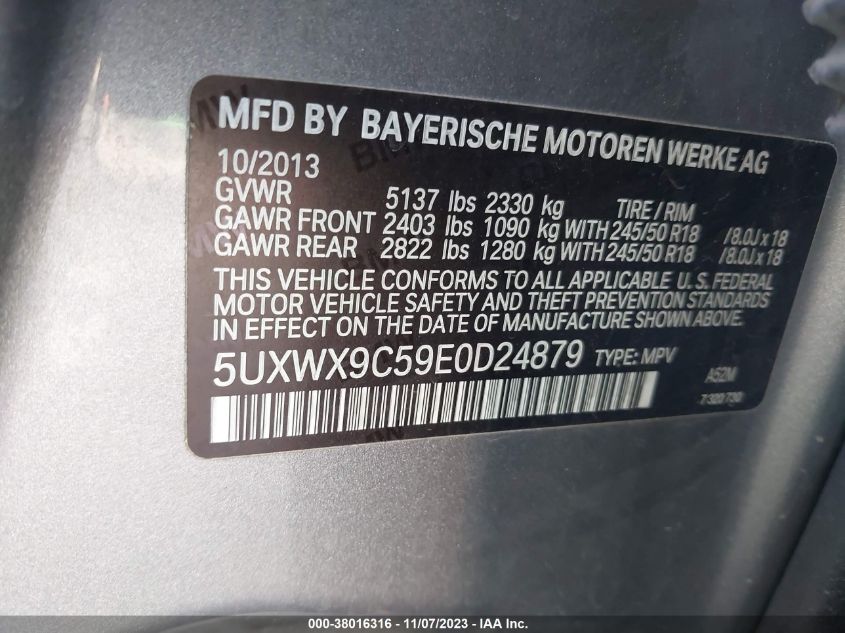 MFD BY BAYERISCHE MOTOREN WERKE AG
10/2013
GVWR 5137 lbs 2330 kg TIRE / RIM
GAWR FRONT 2403 lbs 1090 kg WITH 245/50 R18 /8.0J x 18
GAWR REAR 2822 lbs 1280 kg WITH 245/50 R18 /8.0J x 18
THIS VEHICLE CONFORMS TO ALL APPLICABLE U.S. FEDERAL
MOTOR VEHICLE SAFETY AND THEFT PREVENTION STANDARDS
IN EFFECT ON THE DATE OF MANUFACTURE SHOWN ABOVE.
5UXWX9C59E0D24879 TYPE: MPV
A52M
7 320 730
000-38016316 - 11/07/2023 - IAA Inc.